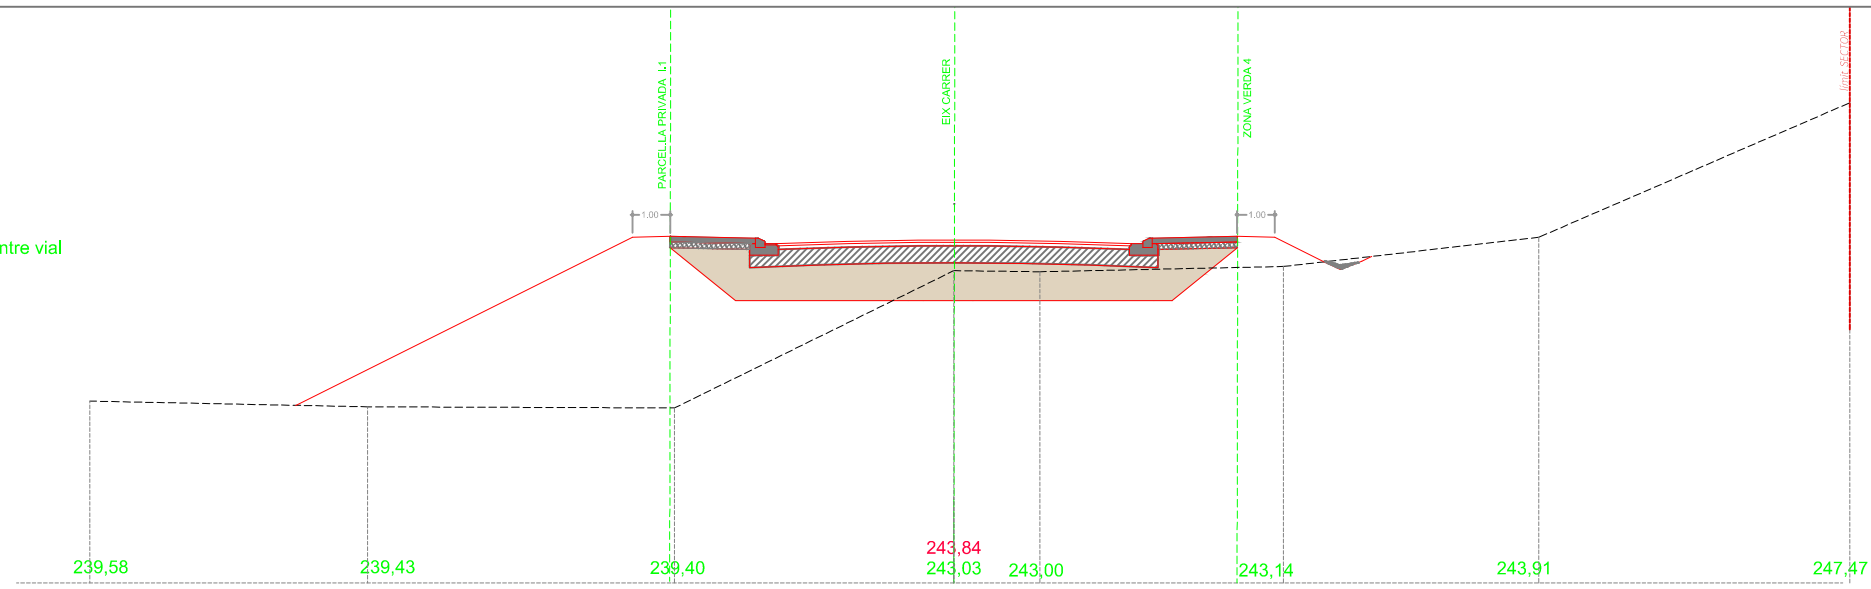 límit SECTOR
PARCEL.LA PRIVADA L1
EIX CARRER
ZONA VERDA 4
1.00
1.00
ntre vial
243,84
239,58
239,43
239,40
243,03
243,00
243,14
243,91
247,47